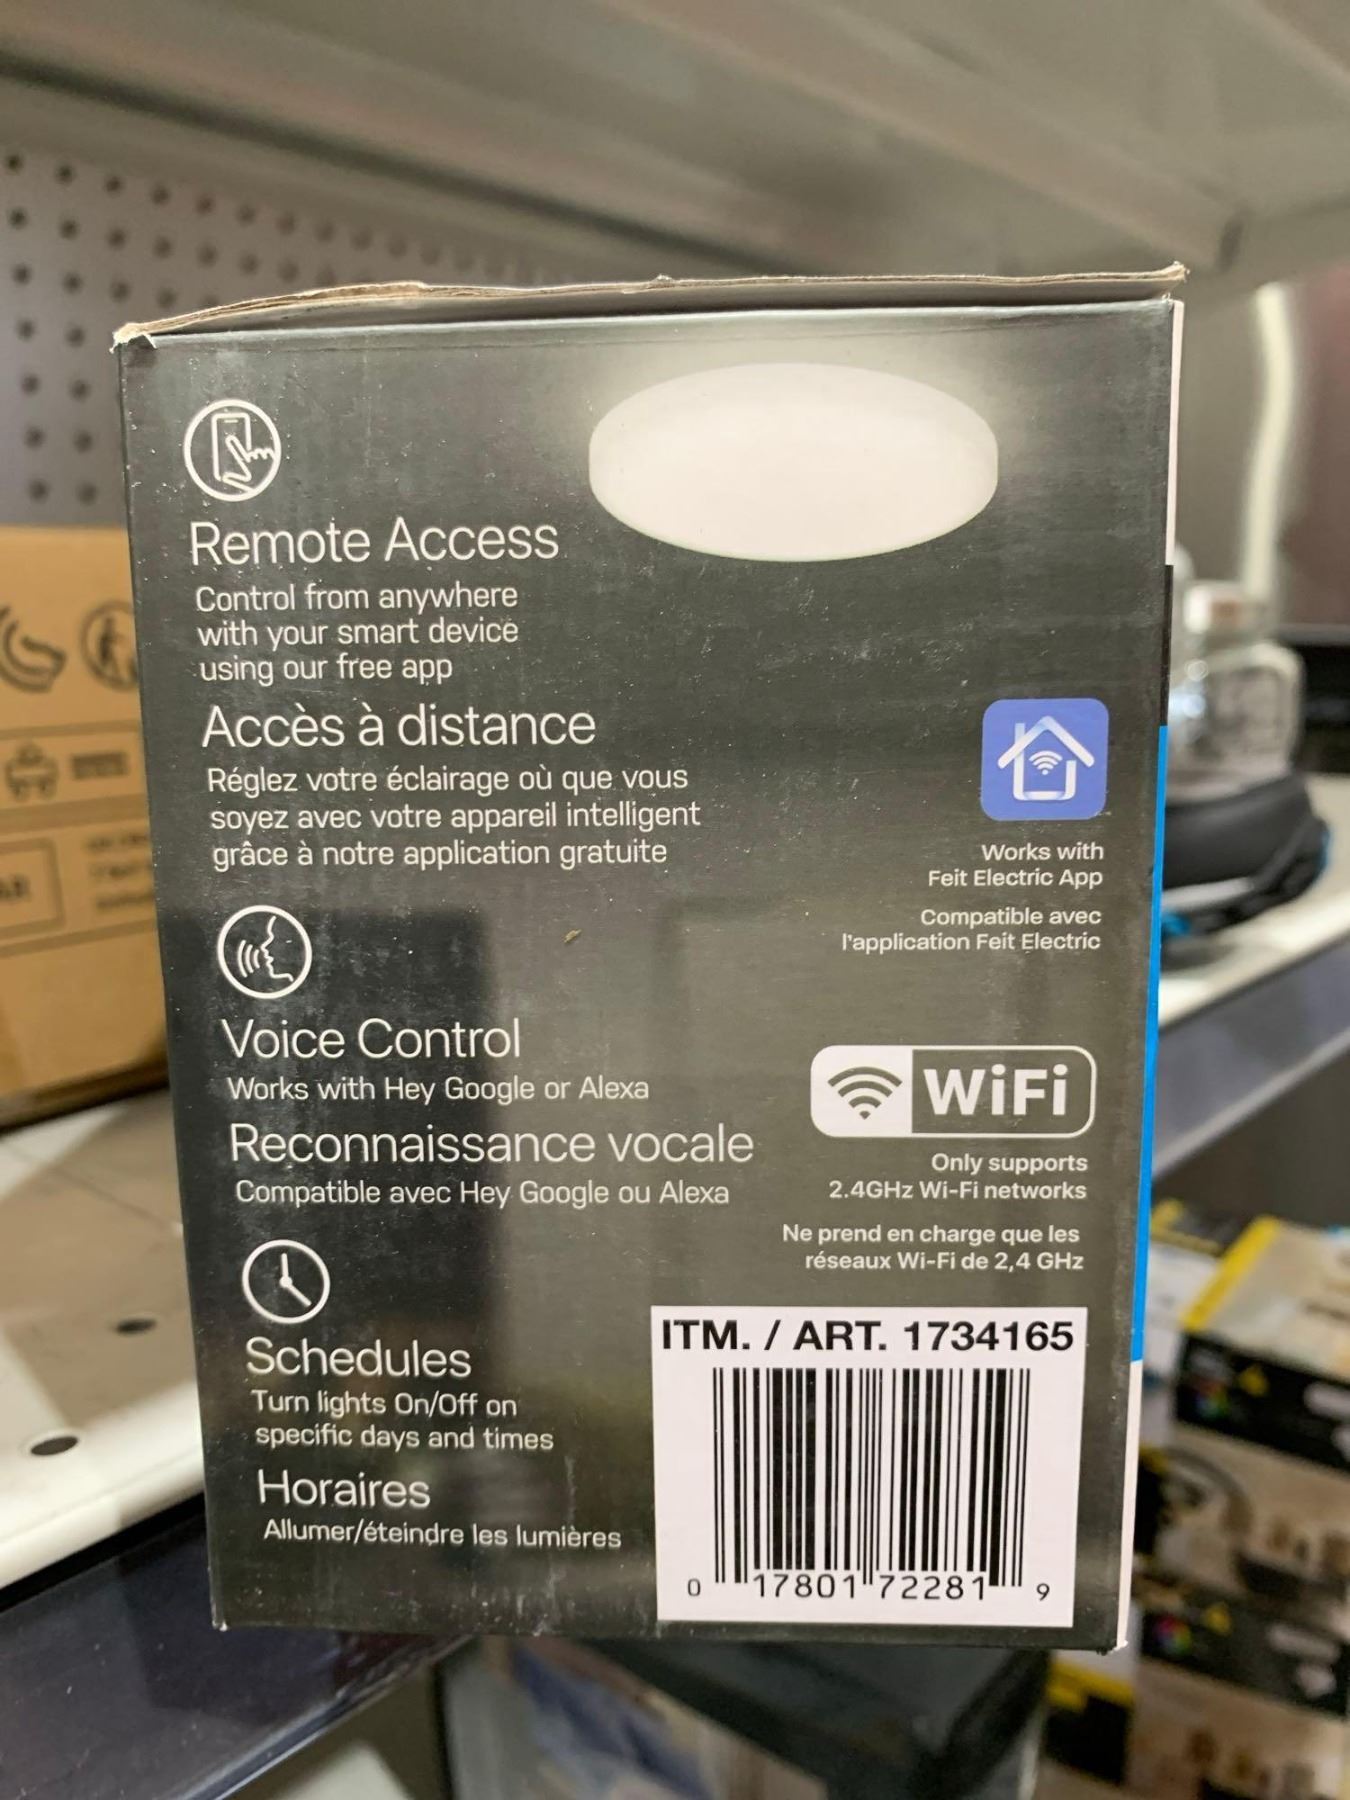 Remote Access
Control from anywhere
with your smart device
using our free app
Accès à distance
Réglez votre éclairage où que vous
soyez avec votre appareil intelligent
grâce à notre application gratuite
Voice Control
Works with Hey Google or Alexa
Reconnaissance vocale
Compatible avec Hey Google ou Alexa
Schedules
Turn lights On/Off on
specific days and times
Horaires
Allumer/éteindre les lumières
Works with
Feit Electric App
Compatible avec
l'application Feit Electric
WiFi
Only supports
2.4GHz Wi-Fi networks
Ne prend en charge que les
réseaux Wi-Fi de 2,4 GHz
ITM. / ART. 1734165
0 17801 72281 9